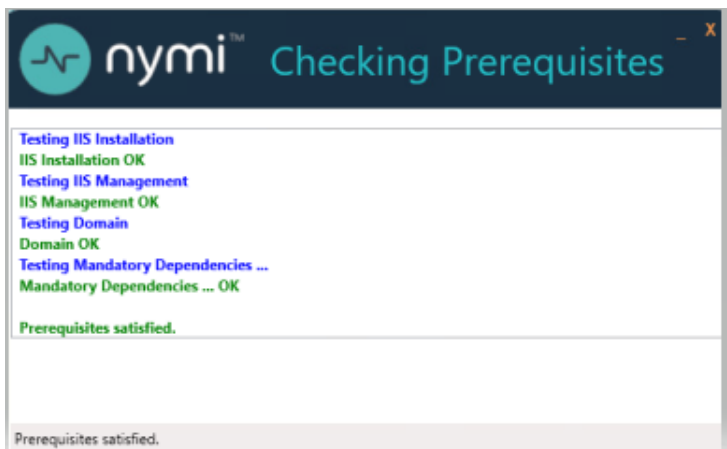 nymi™ Checking Prerequisites
_ X
Testing IIS Installation
IIS Installation OK
Testing IIS Management
IIS Management OK
Testing Domain
Domain OK
Testing Mandatory Dependencies ...
Mandatory Dependencies ... OK
Prerequisites satisfied.
Prerequisites satisfied.